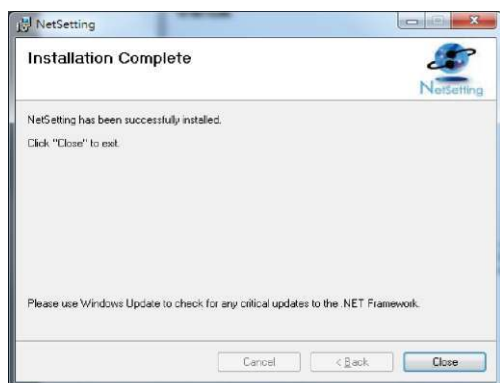 NetSetting
Installation Complete
NetSetting
NetSetting has been successfully installed.
Click "Close" to exit.
Please use Windows Update to check for any critical updates to the .NET Framework.
Cancel
< Back
Close